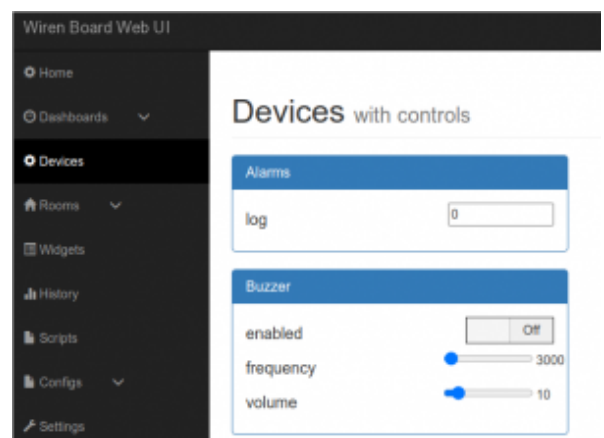 Wiren Board Web UI
Home
Dashboards
Devices
Rooms
Widgets
History
Scripts
Configs
Settings
Devices with controls
Alarms
log 0
Buzzer
enabled Off
frequency 3000
volume 10